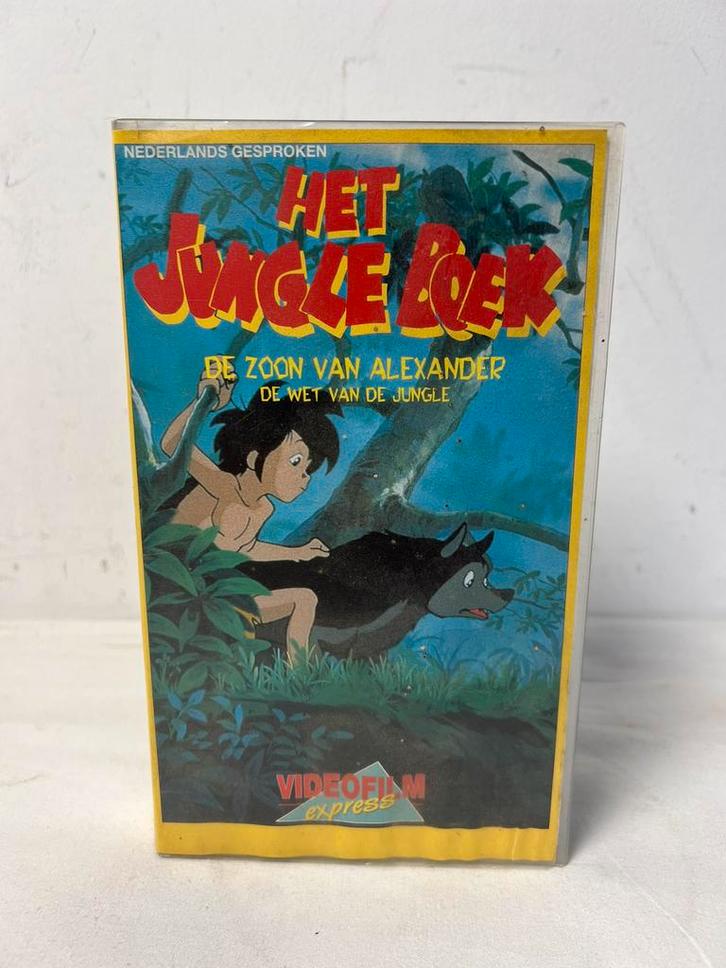 NEDERLANDS GESPROKEN
HET
JUNGLE BOEK
DE ZOON VAN ALEXANDER
DE WET VAN DE JUNGLE
VIDEOFILM
express